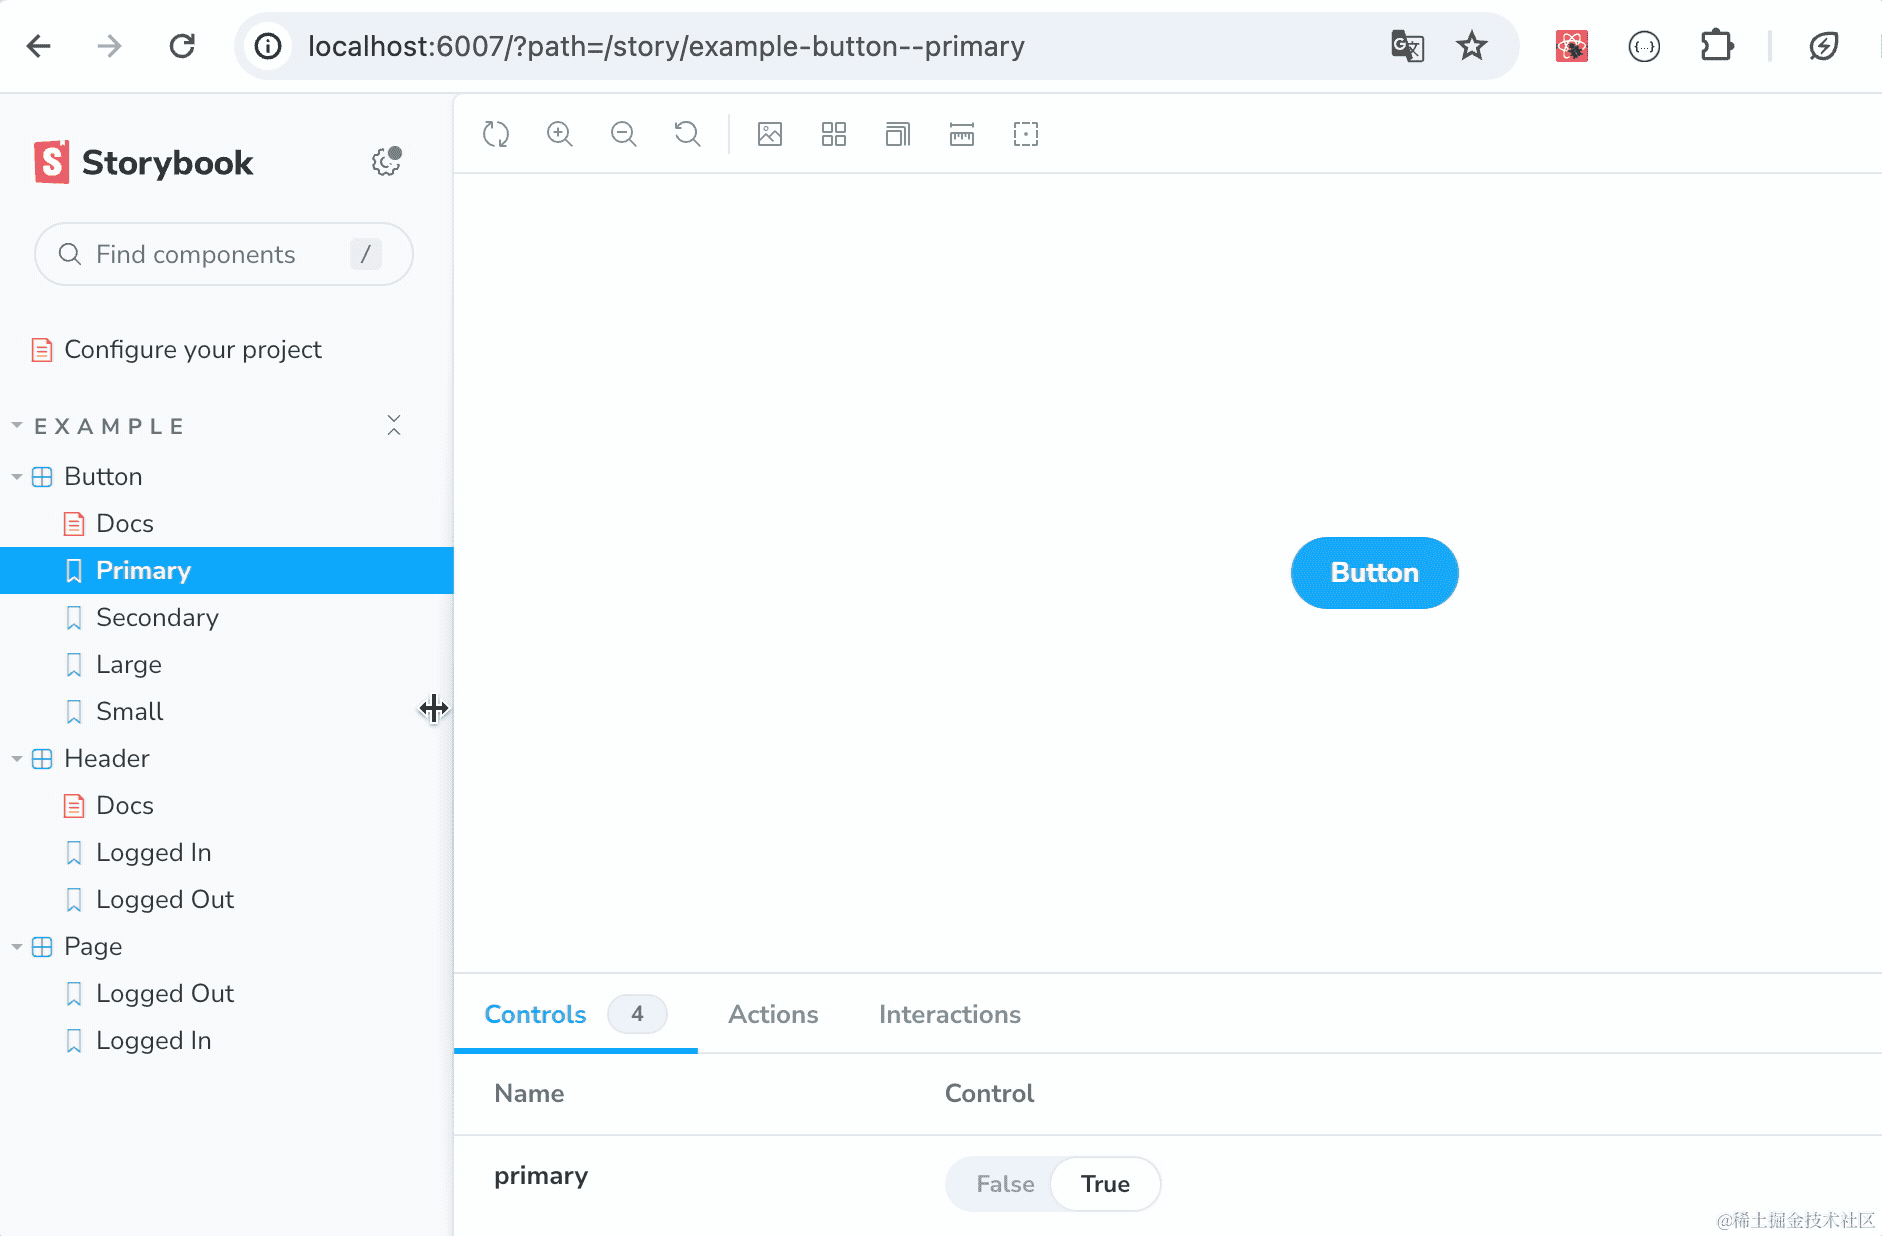 localhost:6007/?path=/story/example-button--primary
Storybook
Find components /
Configure your project
EXAMPLE
Button
Docs
Primary
Secondary
Large
Small
Header
Docs
Logged In
Logged Out
Page
Logged Out
Logged In
Button
Controls 4 Actions Interactions
Name Control
primary False True
@稀土掘金技术社区